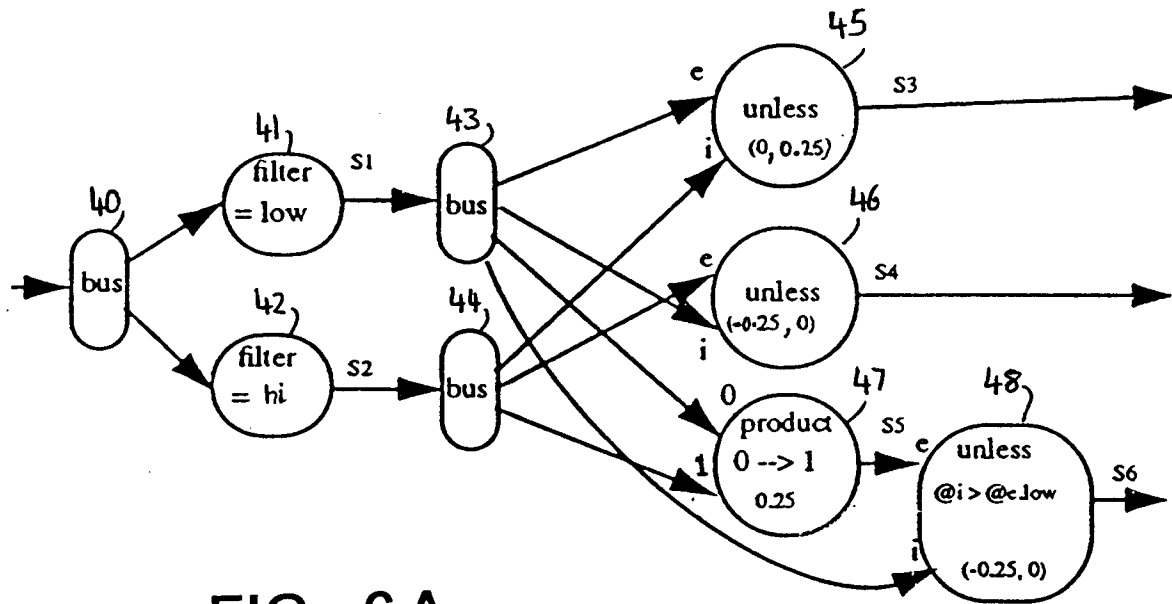 45
e
S3
unless
(0, 0.25)
i
41
43
filter
= low
S1
40
bus
bus
46
e
S4
unless
(-0.25, 0)
i
42
44
filter
= hi
S2
bus
0
47
product
0 --> 1
0.25
1
S5
48
e
unless
@i > @e.low
S6
i
(-0.25, 0)
FIG. 6A